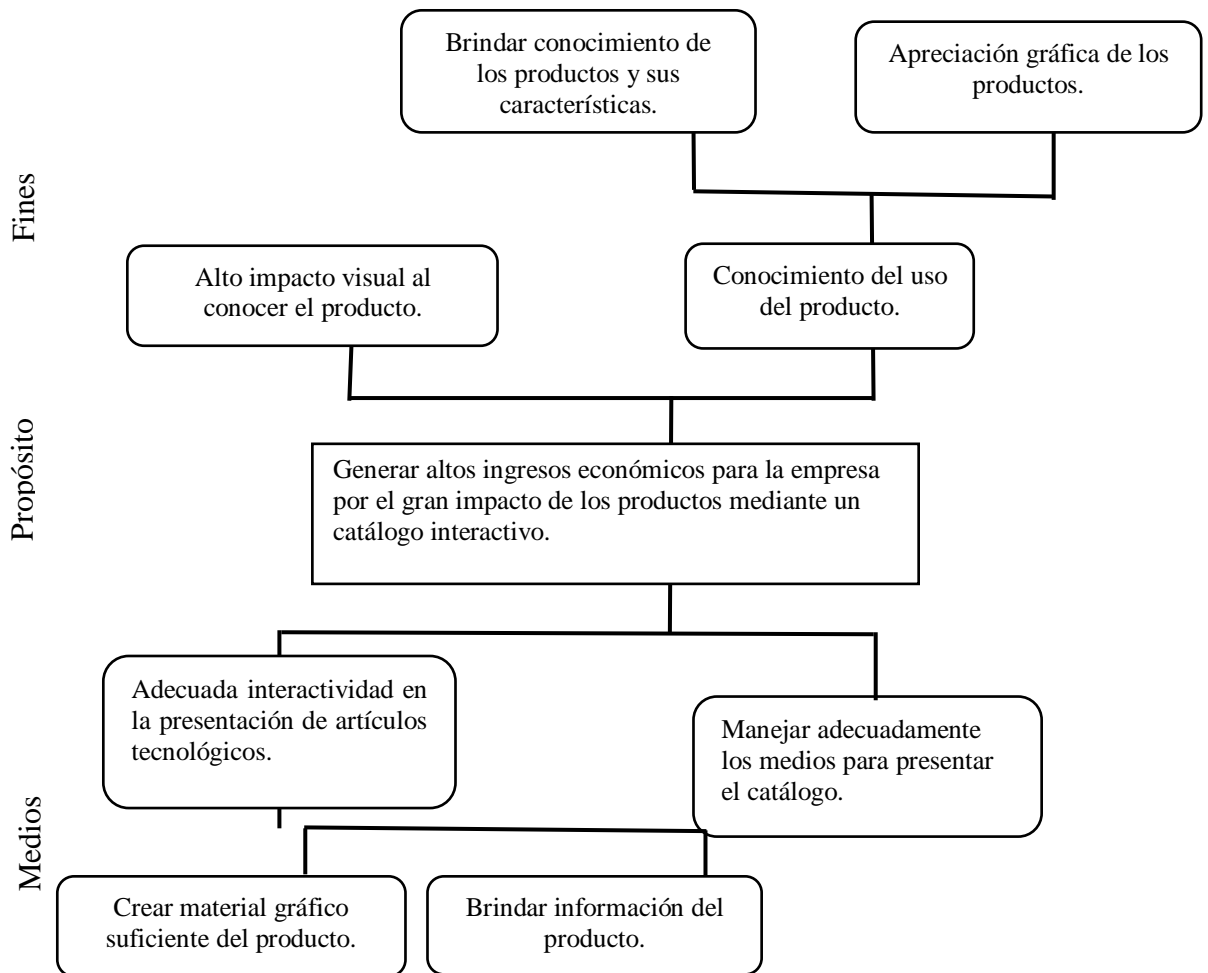 Brindar conocimiento de
los productos y sus
características.
Apreciación gráfica de los
productos.
Fines
Alto impacto visual al
conocer el producto.
Conocimiento del uso
del producto.
Propósito
Generar altos ingresos económicos para la empresa
por el gran impacto de los productos mediante un
catálogo interactivo.
Adecuada interactividad en
la presentación de artículos
tecnológicos.
Manejar adecuadamente
los medios para presentar
el catálogo.
Medios
Crear material gráfico
suficiente del producto.
Brindar información del
producto.